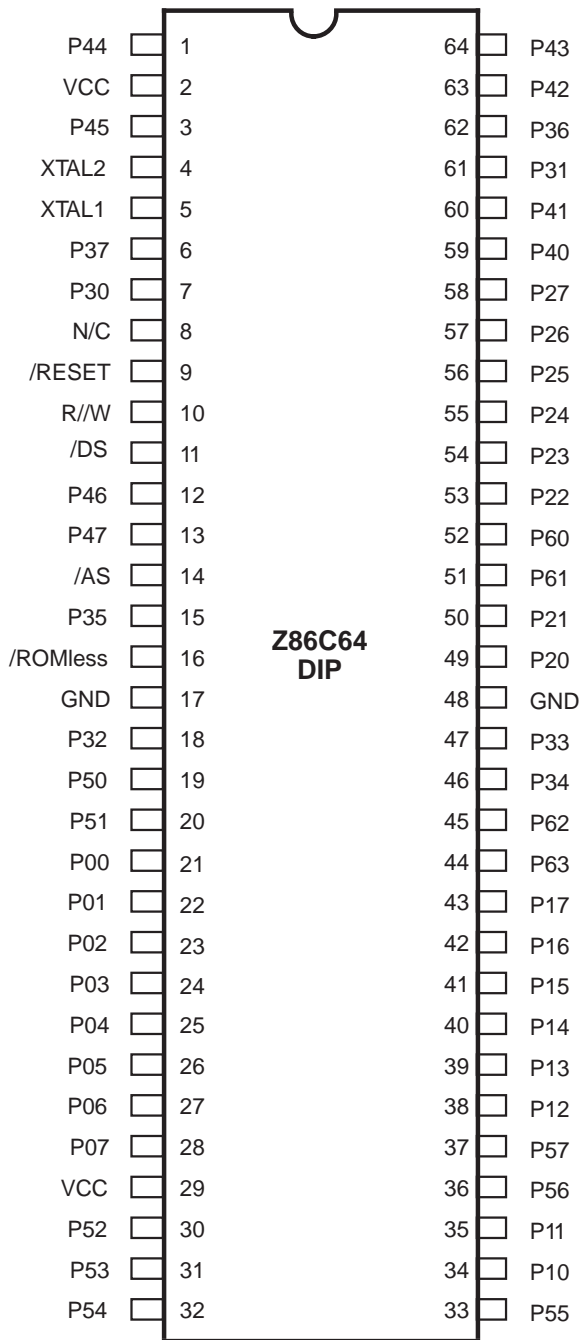 P44 1 64 P43
VCC 2 63 P42
P45 3 62 P36
XTAL2 4 61 P31
XTAL1 5 60 P41
P37 6 59 P40
P30 7 58 P27
N/C 8 57 P26
/RESET 9 56 P25
R//W 10 55 P24
/DS 11 54 P23
P46 12 53 P22
P47 13 52 P60
/AS 14 51 P61
P35 15 50 P21
Z86C64
/ROMless 16 49 P20
DIP
GND 17 48 GND
P32 18 47 P33
P50 19 46 P34
P51 20 45 P62
P00 21 44 P63
P01 22 43 P17
P02 23 42 P16
P03 24 41 P15
P04 25 40 P14
P05 26 39 P13
P06 27 38 P12
P07 28 37 P57
VCC 29 36 P56
P52 30 35 P11
P53 31 34 P10
P54 32 33 P55